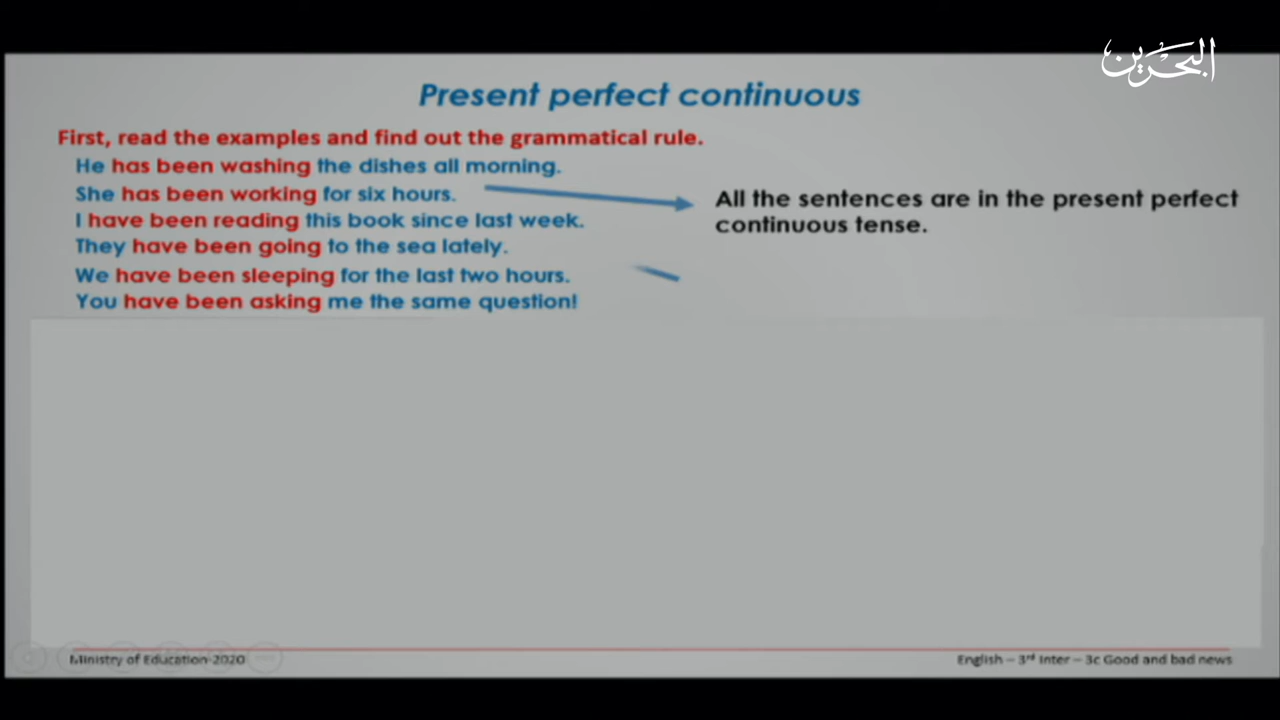 البحرين
Present perfect continuous
First, read the examples and find out the grammatical rule.
He has been washing the dishes all morning.
She has been working for six hours.
I have been reading this book since last week.
They have been going to the sea lately.
We have been sleeping for the last two hours.
You have been asking me the same question!
All the sentences are in the present perfect
continuous tense.
Ministry of Education-2020
English – 3rd Inter – 3c Good and bad news